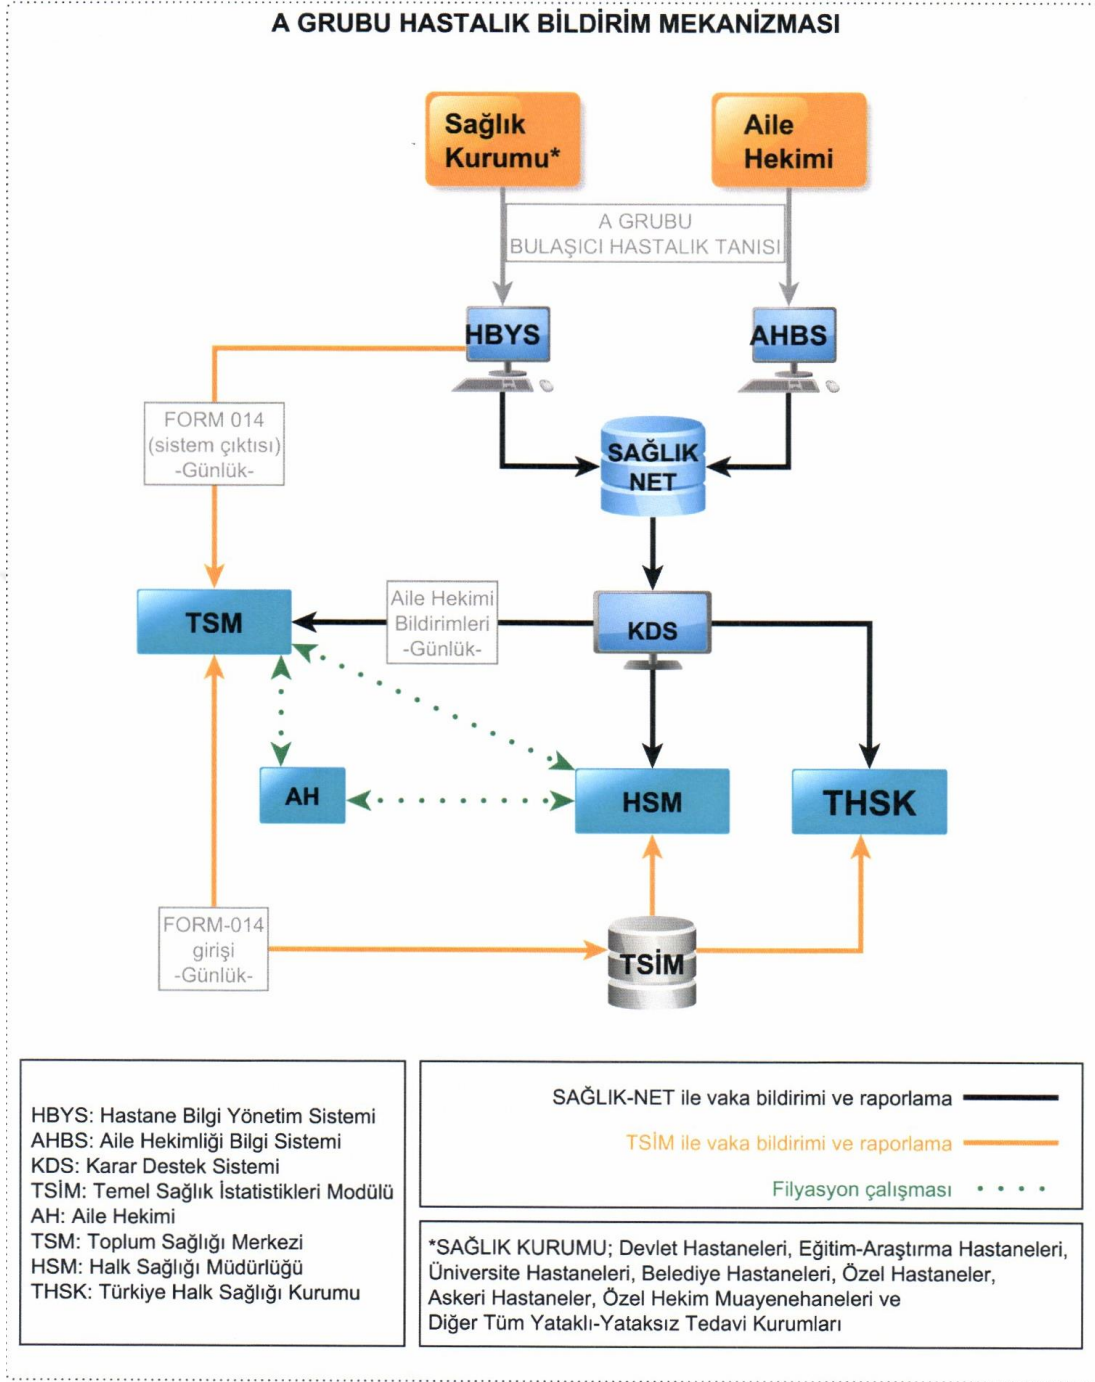 A GRUBU HASTALIK BİLDİRİM MEKANİZMASI
Sağlık
Kurumu*
Aile
Hekimi
A GRUBU
BULAŞICI HASTALIK TANISI
HBYS
AHBS
FORM 014
(sistem çıktısı)
-Günlük-
SAĞLIK
NET
TSM
Aile Hekimi
Bildirimleri
-Günlük-
KDS
AH
HSM
THSK
FORM-014
girişi
-Günlük-
TSİM
HBYS: Hastane Bilgi Yönetim Sistemi
AHBS: Aile Hekimliği Bilgi Sistemi
KDS: Karar Destek Sistemi
TSİM: Temel Sağlık İstatistikleri Modülü
AH: Aile Hekimi
TSM: Toplum Sağlığı Merkezi
HSM: Halk Sağlığı Müdürlüğü
THSK: Türkiye Halk Sağlığı Kurumu
SAĞLIK-NET ile vaka bildirimi ve raporlama
TSİM ile vaka bildirimi ve raporlama
Filyasyon çalışması
*SAĞLIK KURUMU; Devlet Hastaneleri, Eğitim-Araştırma Hastaneleri,
Üniversite Hastaneleri, Belediye Hastaneleri, Özel Hastaneler,
Askeri Hastaneler, Özel Hekim Muayenehaneleri ve
Diğer Tüm Yataklı-Yataksız Tedavi Kurumları